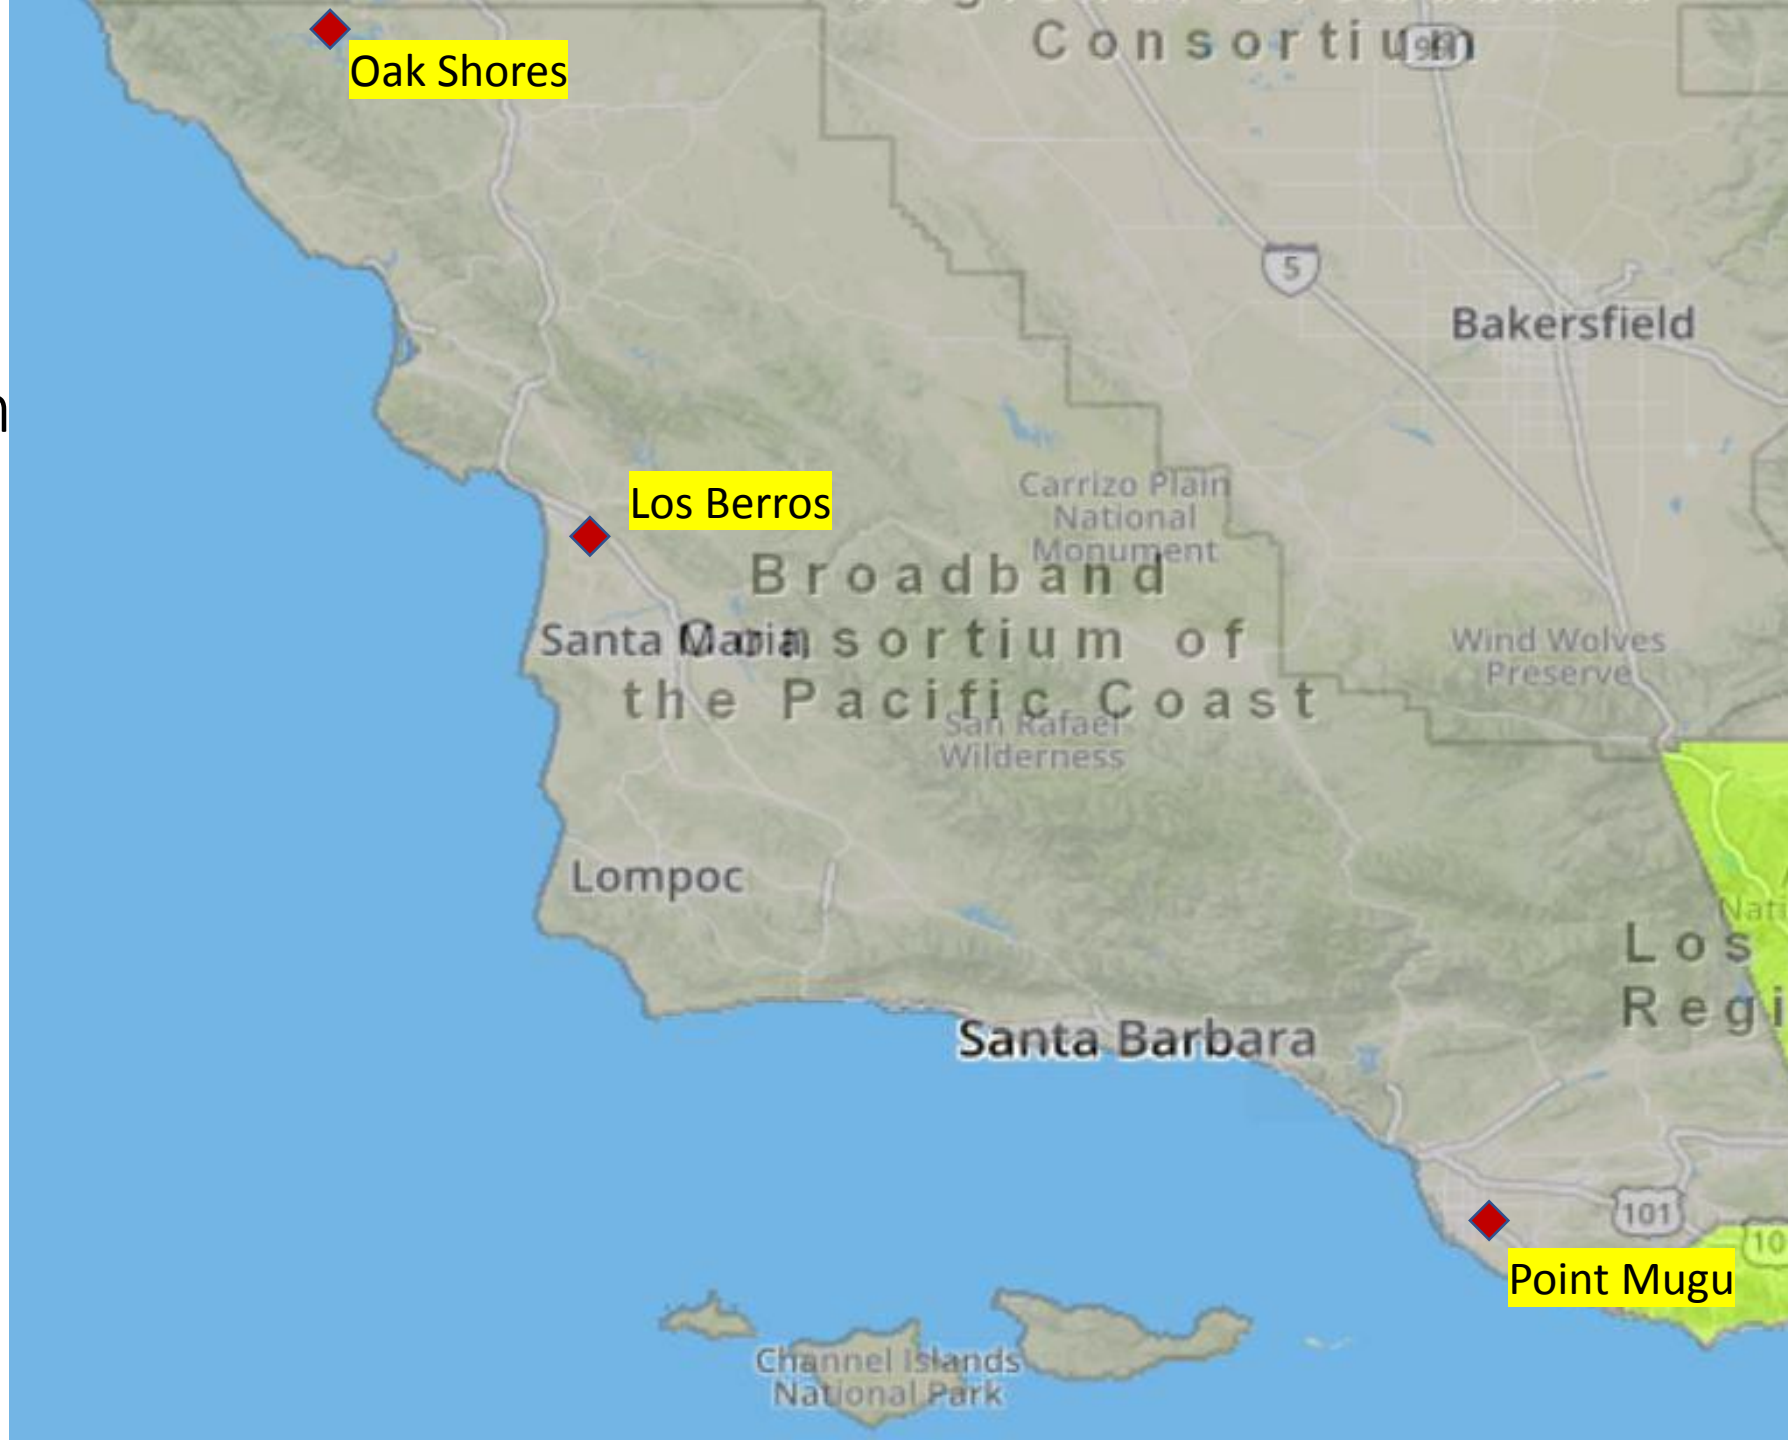 Consortium
99
Oak Shores
5
Bakersfield
n
Los Berros
Carrizo Plain
National
Monument
Broadband
Consortium of
the Pacific Coast
Santa Maria
Wind Wolves
Preserve
San Rafael
Wilderness
Lompoc
Nati
Los
Regi
Santa Barbara
101
10
Point Mugu
Channel Islands
National Park